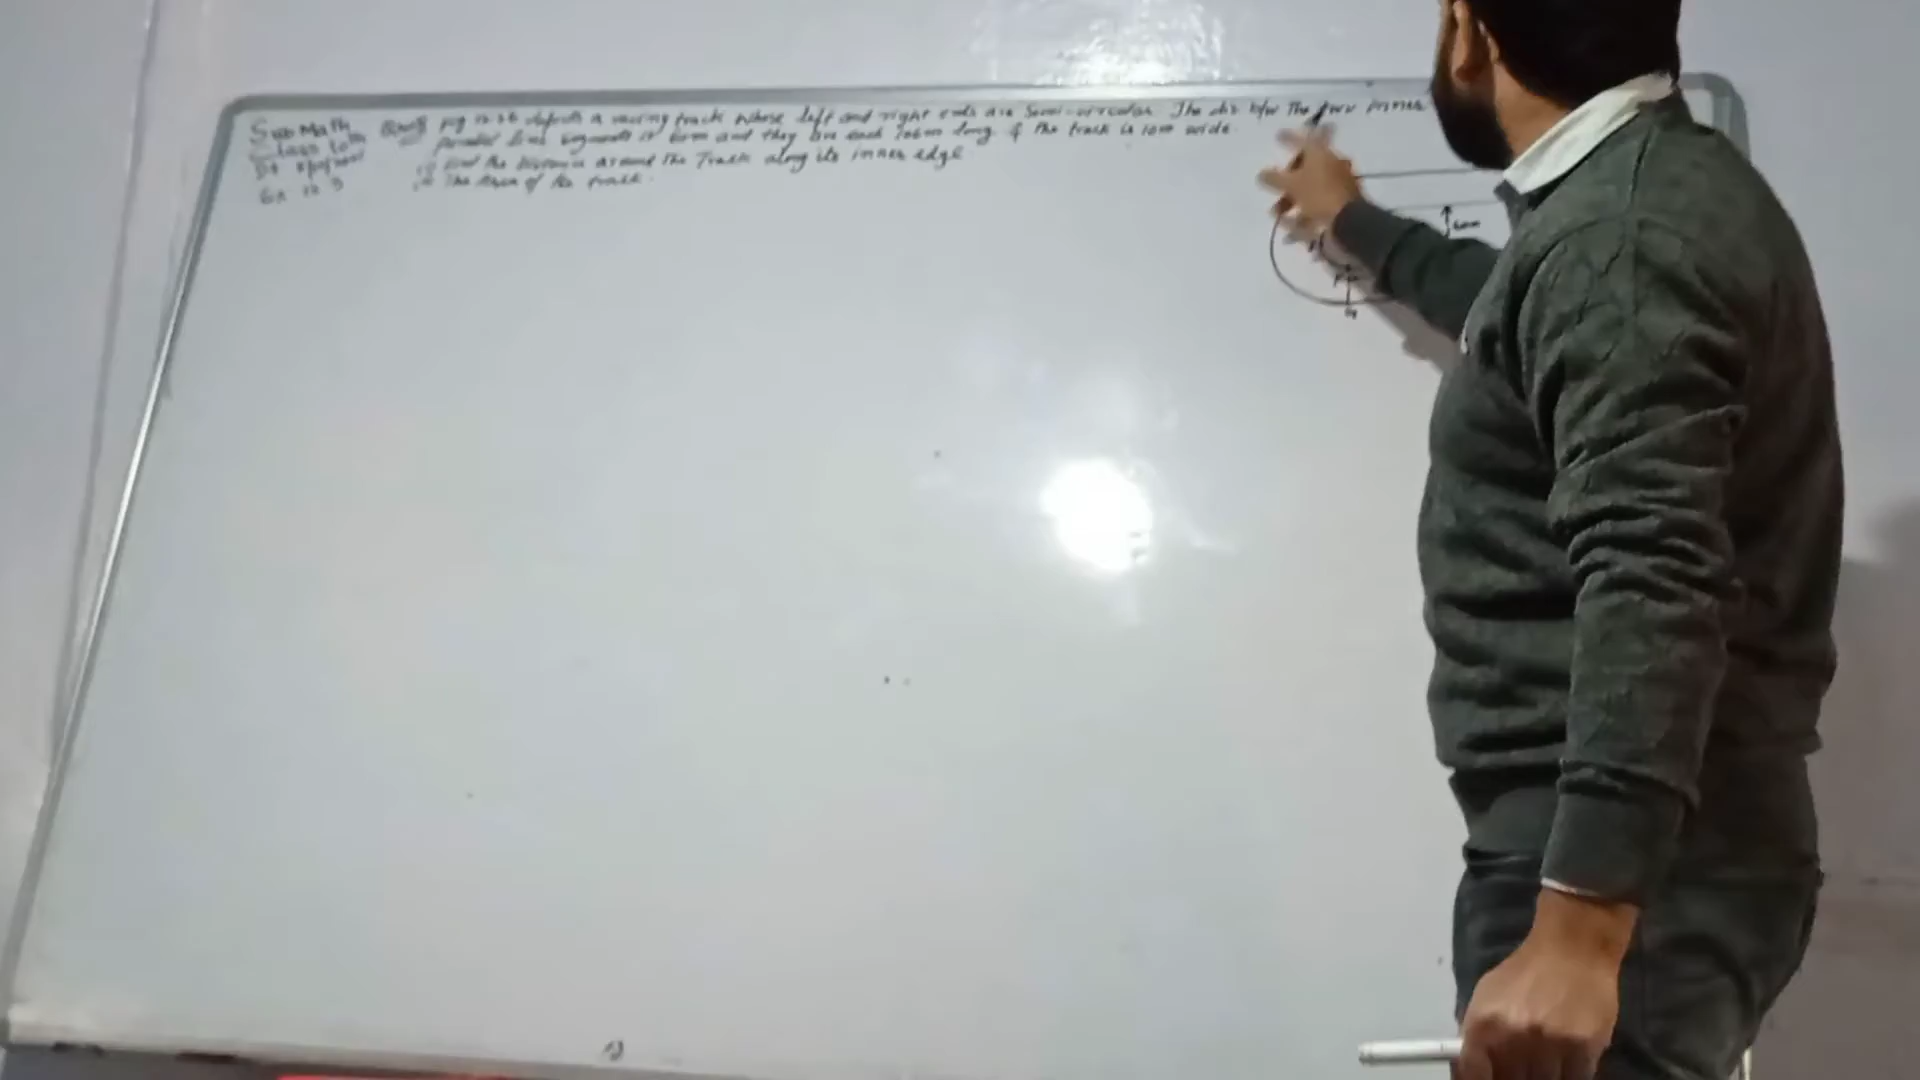 Sub Math
Class 10th
Ex 12.3
fig 12.26 depicts a racing track whose left and right ends are Semi-circular. The dis b/w The two inner
Parallel line segments is 60m and they are each 106m long if The track is 10m wide.
i) find the Distance around The Track along its inner edge
ii) The Area of the track.
60m